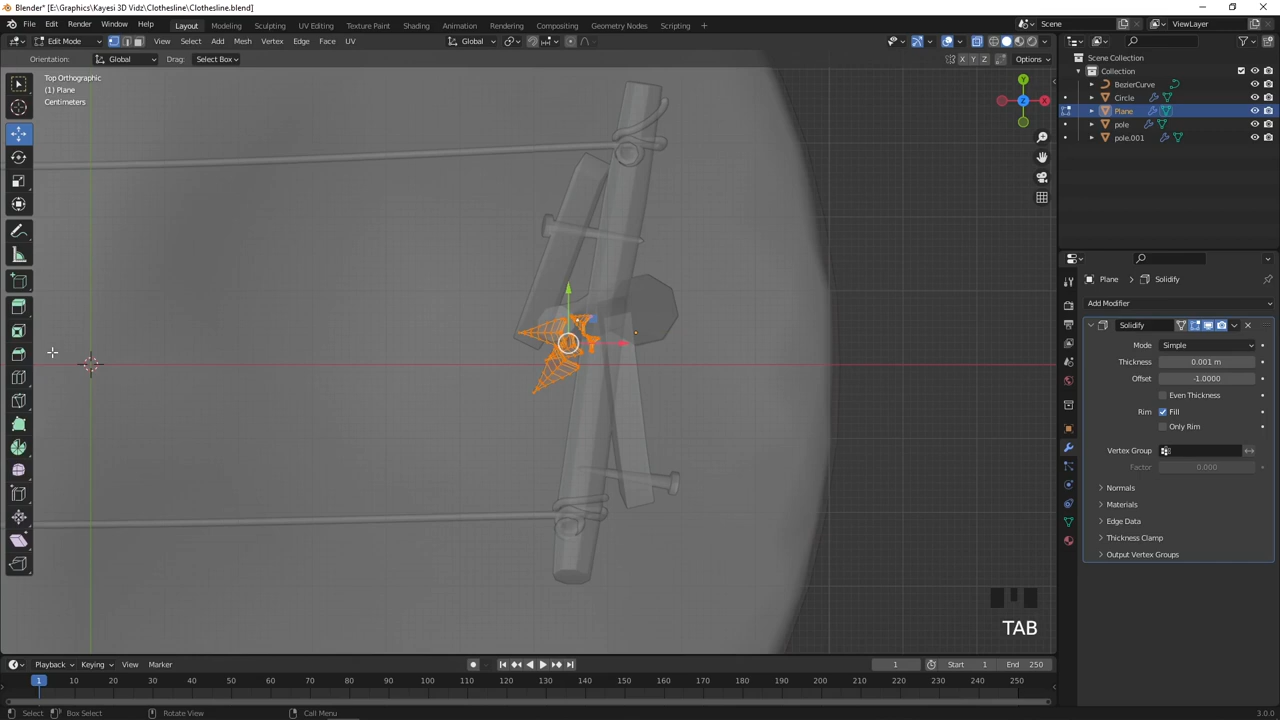 Blender* [E:\Graphics\Kayesi 3D Vidz\Clothesline\Clothesline.blend]
File Edit Render Window Help Layout Modeling Sculpting UV Editing Texture Paint Shading Animation Rendering Compositing Geometry Nodes Scripting + Scene ViewLayer
Edit Mode View Select Add Mesh Vertex Edge Face UV Global
Orientation: Global Drag: Select Box X Y Z Options
Top Orthographic
(1) Plane
Centimeters
Y
X
Z
Scene Collection
Collection
BezierCurve
Circle
Plane
pole
pole.001
Plane > Solidify
Add Modifier
Solidify
Mode Simple
Thickness 0.001 m
Offset -1.0000
Even Thickness
Rim Fill
Only Rim
Vertex Group
Factor 0.000
Normals
Materials
Edge Data
Thickness Clamp
Output Vertex Groups
TAB
Playback Keying View Marker 1 Start 1 End 250
1 10 20 30 40 50 60 70 80 90 100 110 120 130 140 150 160 170 180 190 200 210 220 230 240 250
Select Box Select Rotate View Call Menu 3.0.0